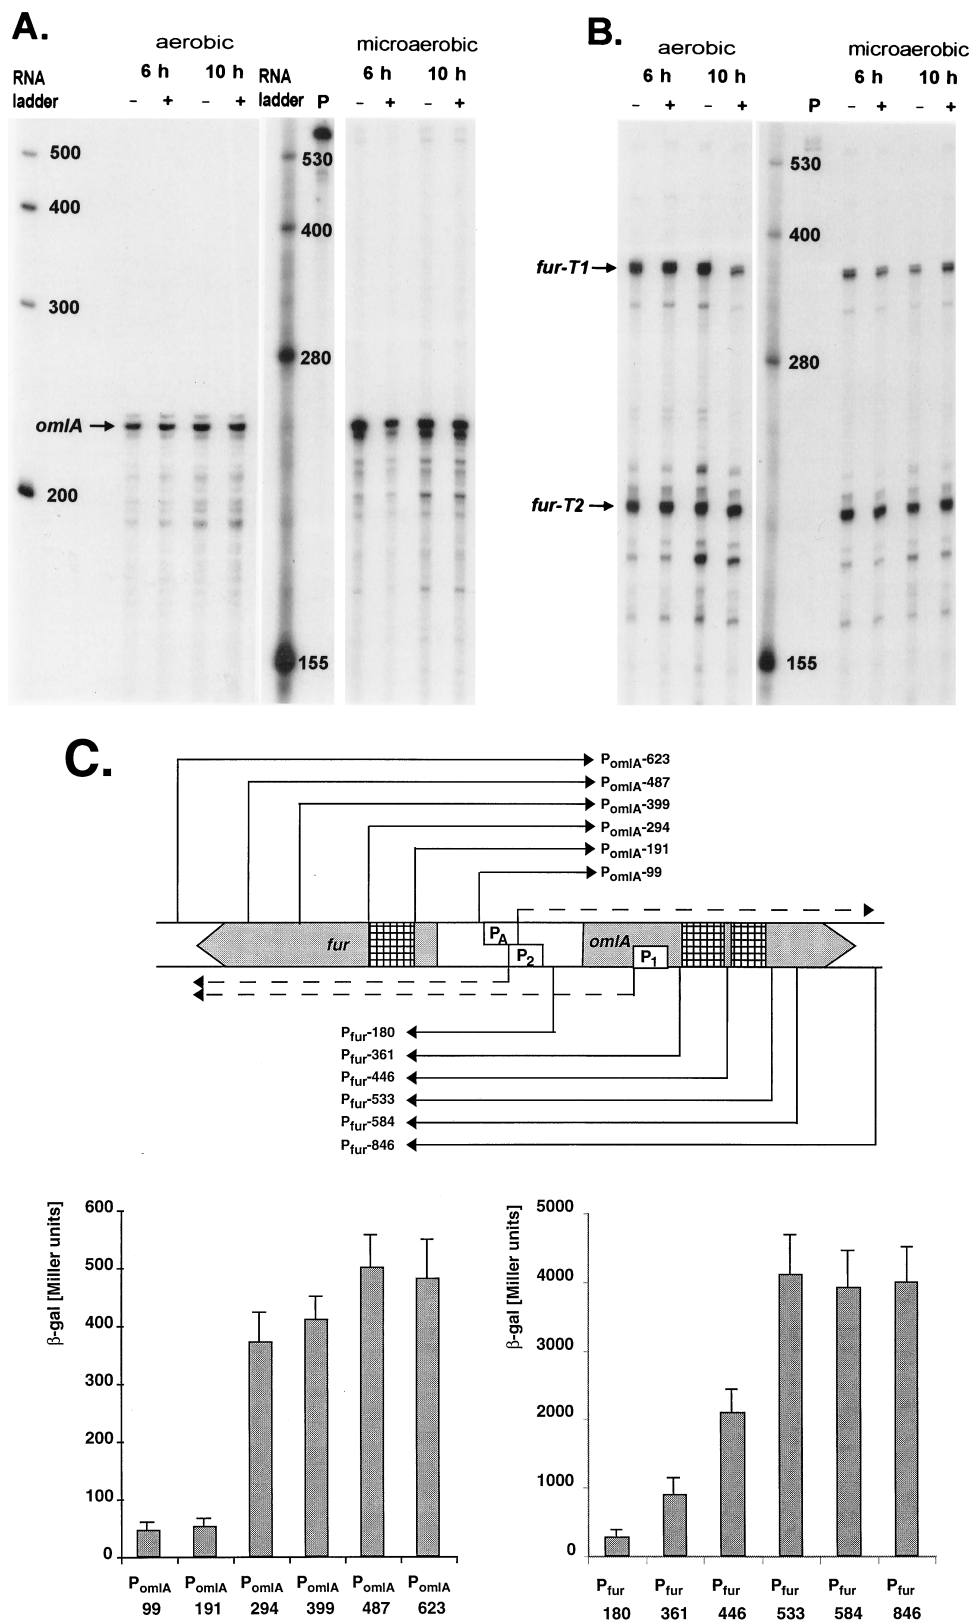 A.
aerobic
microaerobic
RNA ladder
6 h 10 h
RNA ladder P
6 h 10 h
– + – +
– + – +
500
400
300
200
omlA
530
400
280
155
B.
aerobic
microaerobic
6 h 10 h
P
6 h 10 h
– + – +
– + – +
fur-T1
fur-T2
530
400
280
155
C.
PomlA-623
PomlA-487
PomlA-399
PomlA-294
PomlA-191
PomlA-99
fur
PA
P2
omlA
P1
Pfur-180
Pfur-361
Pfur-446
Pfur-533
Pfur-584
Pfur-846
β-gal [Miller units]
600
500
400
300
200
100
0
PomlA 99
PomlA 191
PomlA 294
PomlA 399
PomlA 487
PomlA 623
β-gal [Miller units]
5000
4000
3000
2000
1000
0
Pfur 180
Pfur 361
Pfur 446
Pfur 533
Pfur 584
Pfur 846